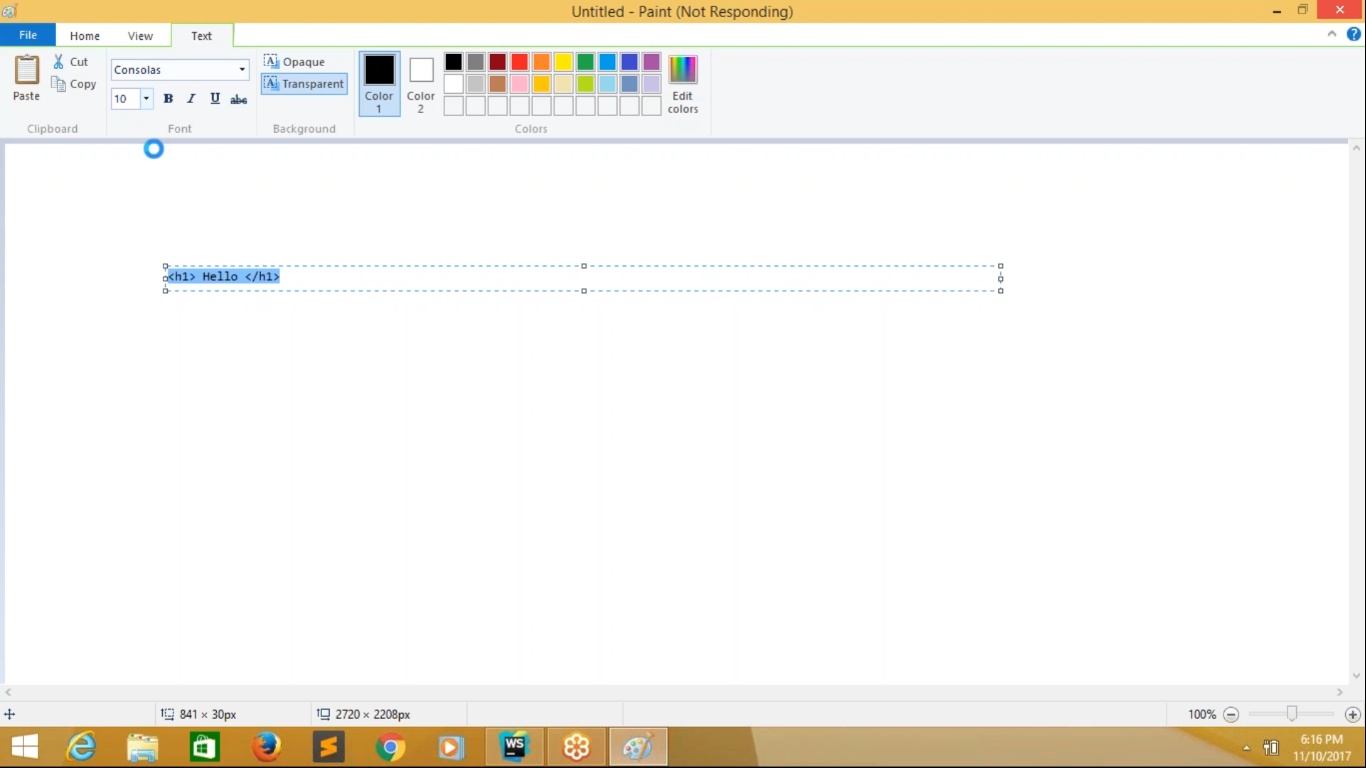 Untitled - Paint (Not Responding)
File Home View Text
Paste
Cut
Copy
Clipboard
Consolas
10 B I U abc
Font
Opaque
Transparent
Background
Color 1
Color 2
Edit colors
Colors
<h1> Hello </h1>
841 × 30px
2720 × 2208px
100%
WS
6:16 PM
11/10/2017